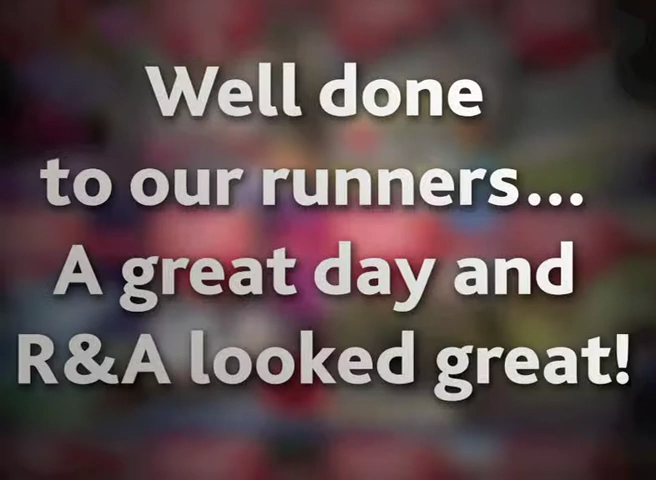 Well done
to our runners...
A great day and
R&A looked great!